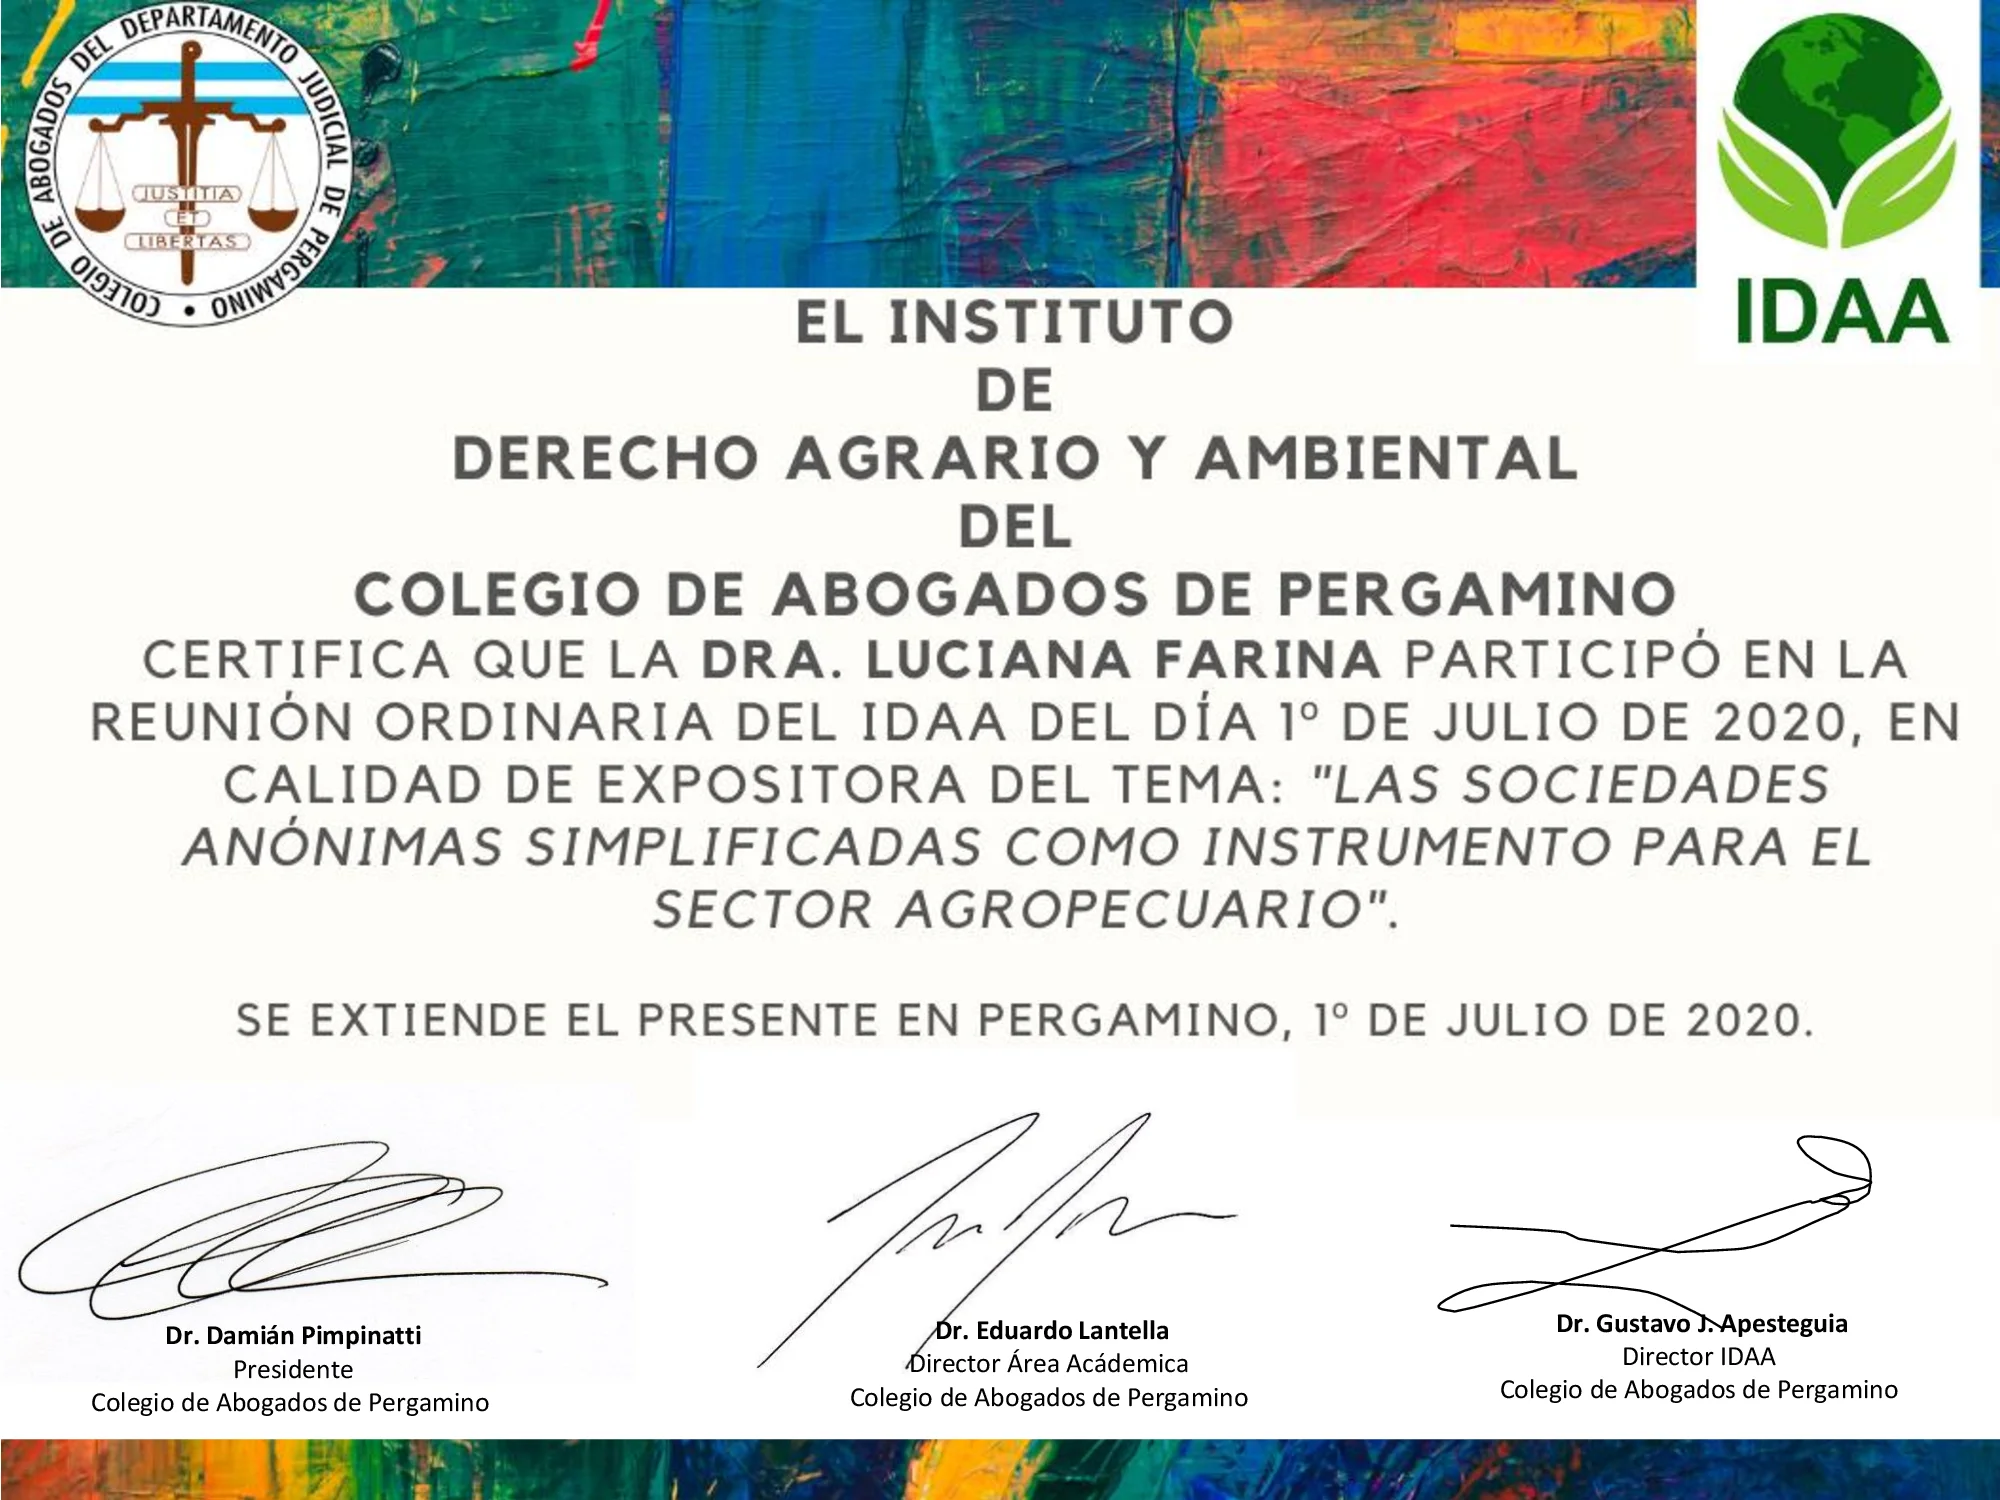 COLEGIO DE ABOGADOS DEL DEPARTAMENTO JUDICIAL DE PERGAMINO •
JUSTITIA
ET
LIBERTAS
IDAA
EL INSTITUTO
DE
DERECHO AGRARIO Y AMBIENTAL
DEL
COLEGIO DE ABOGADOS DE PERGAMINO
CERTIFICA QUE LA DRA. LUCIANA FARINA PARTICIPÓ EN LA
REUNIÓN ORDINARIA DEL IDAA DEL DÍA 1º DE JULIO DE 2020, EN
CALIDAD DE EXPOSITORA DEL TEMA: "LAS SOCIEDADES
ANÓNIMAS SIMPLIFICADAS COMO INSTRUMENTO PARA EL
SECTOR AGROPECUARIO".
SE EXTIENDE EL PRESENTE EN PERGAMINO, 1º DE JULIO DE 2020.
Dr. Damián Pimpinatti
Presidente
Colegio de Abogados de Pergamino
Dr. Eduardo Lantella
Director Área Acádemica
Colegio de Abogados de Pergamino
Dr. Gustavo J. Apesteguia
Director IDAA
Colegio de Abogados de Pergamino